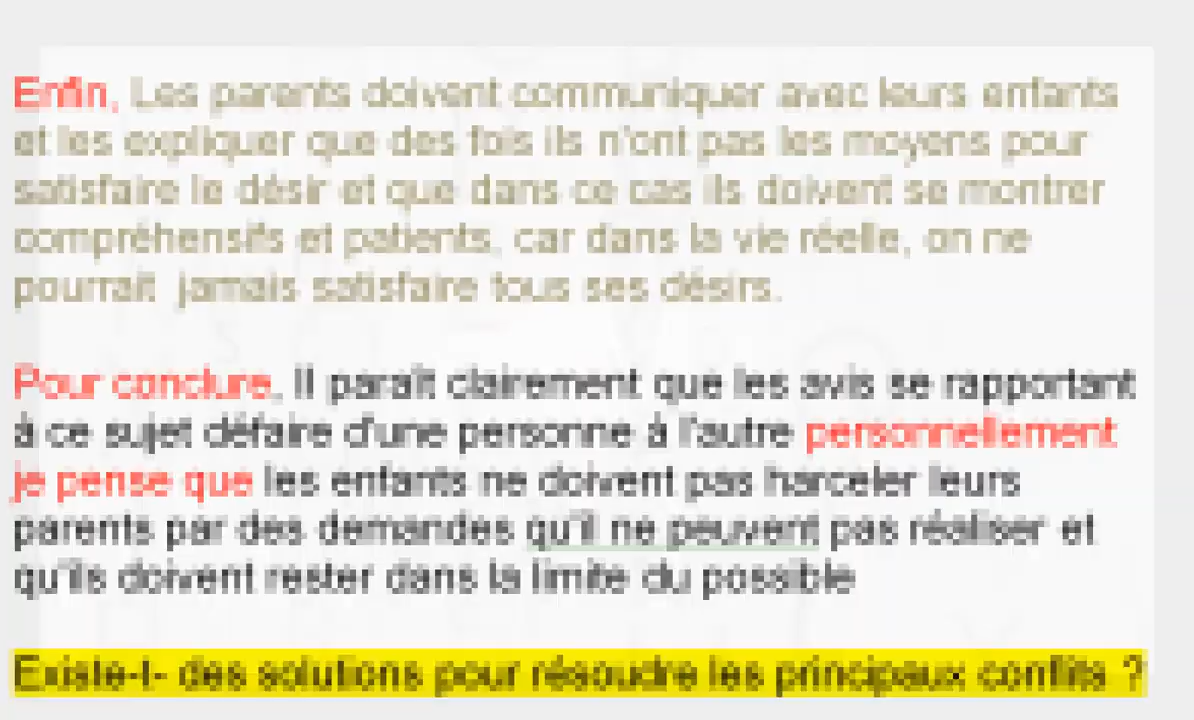 Enfin, Les parents doivent communiquer avec leurs enfants
et les expliquer que des fois ils n'ont pas les moyens pour
satisfaire le désir et que dans ce cas ils doivent se montrer
compréhensifs et patients, car dans la vie réelle, on ne
pourrait jamais satisfaire tous ses désirs.
Pour conclure, Il paraît clairement que les avis se rapportant
à ce sujet défaire d'une personne à l'autre personnellement
je pense que les enfants ne doivent pas harceler leurs
parents par des demandes qu'il ne peuvent pas réaliser et
qu'ils doivent rester dans la limite du possible
Existe-t- des solutions pour résoudre les principaux conflits ?